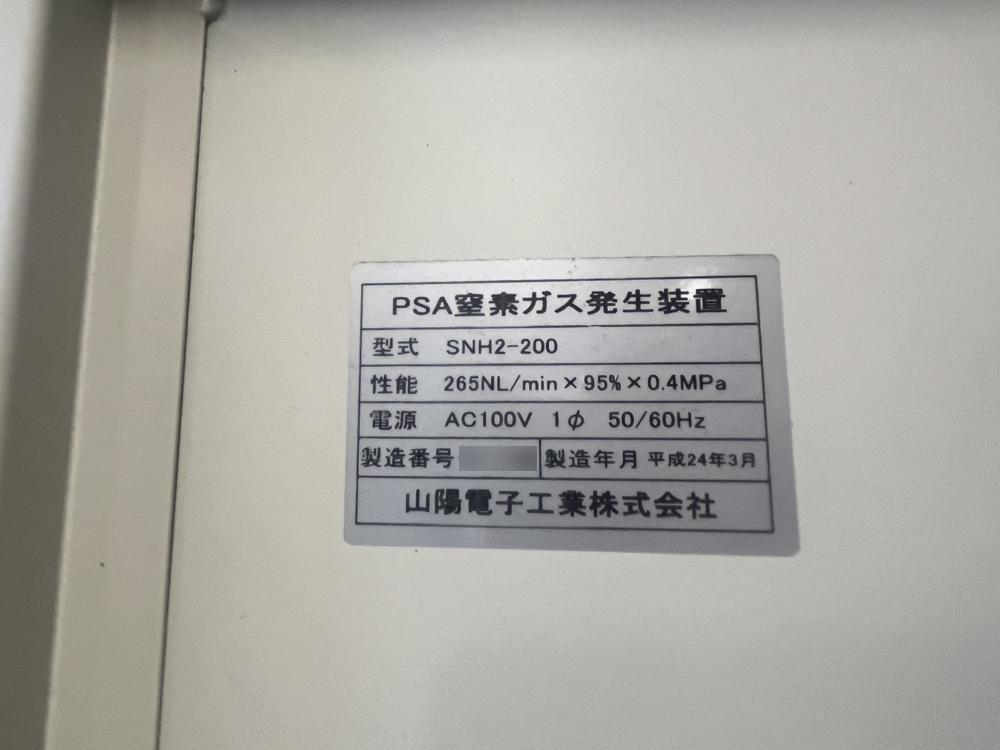 PSA窒素ガス発生装置
型式 SNH2-200
性能 265NL/min×95%×0.4MPa
電源 AC100V 1φ 50/60Hz
製造番号 製造年月 平成24年3月
山陽電子工業株式会社